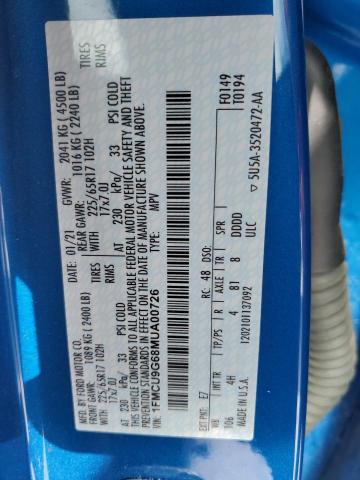 MFD. BY FORD MOTOR CO.
DATE: 01/21 GVWR: 2041 KG ( 4500 LB)
FRONT GAWR: 1089 KG ( 2400 LB) REAR GAWR: 1016 KG ( 2240 LB)
WITH 225/65R17 102H TIRES WITH 225/65R17 102H TIRES
17x7.0J RIMS 17x7.0J RIMS
AT 230 kPa/ 33 PSI COLD AT 230 kPa/ 33 PSI COLD
THIS VEHICLE CONFORMS TO ALL APPLICABLE FEDERAL MOTOR VEHICLE SAFETY AND THEFT
PREVENTION STANDARDS IN EFFECT ON THE DATE OF MANUFACTURE SHOWN ABOVE.
VIN: 1FMCU9G68MUA00726
TYPE: MPV
F0149
T0194
EXT PNT: E7 RC: 48 DSO:
WB INT TR TP/PS R AXLE TR SPR
106 4H 4 81 8 DDDD
120210113709​2 ULC
▽ 5U5A-3520472-AA